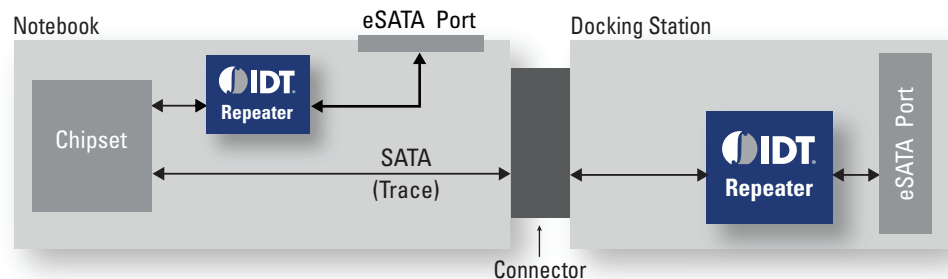 Notebook
eSATA Port
Docking Station
IDT.
Repeater
Chipset
SATA
(Trace)
IDT.
Repeater
eSATA Port
Connector